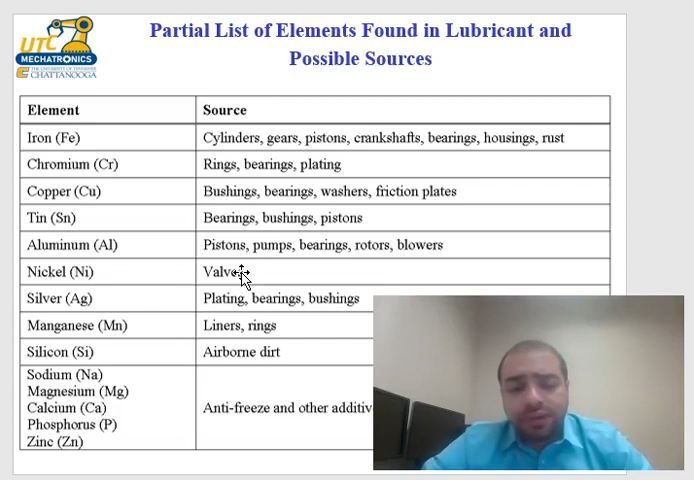 Partial List of Elements Found in Lubricant and
Possible Sources
UTC
MECHATRONICS
THE UNIVERSITY OF TENNESSEE
CHATTANOOGA
Element Source
Iron (Fe) Cylinders, gears, pistons, crankshafts, bearings, housings, rust
Chromium (Cr) Rings, bearings, plating
Copper (Cu) Bushings, bearings, washers, friction plates
Tin (Sn) Bearings, bushings, pistons
Aluminum (Al) Pistons, pumps, bearings, rotors, blowers
Nickel (Ni)
Silver (Ag) Plating, bearings, bushings
Manganese (Mn) Liners, rings
Silicon (Si) Airborne dirt
Sodium (Na)
Magnesium (Mg)
Calcium (Ca) Anti-freeze and other
Phosphorus (P)
Zinc (Zn)